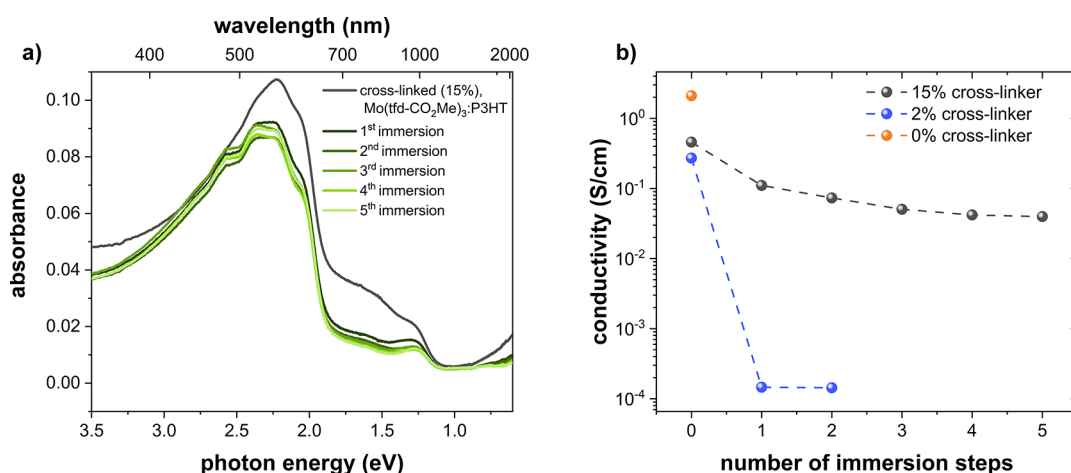 a)
wavelength (nm)
400 500 700 1000 2000
cross-linked (15%),
Mo(tfd-CO₂Me)₃:P3HT
1ˢᵗ immersion
2ⁿᵈ immersion
3ʳᵈ immersion
4ᵗʰ immersion
5ᵗʰ immersion
absorbance
0.10
0.08
0.06
0.04
0.02
0.00
3.5 3.0 2.5 2.0 1.5 1.0
photon energy (eV)
b)
15% cross-linker
2% cross-linker
0% cross-linker
conductivity (S/cm)
10⁰
10⁻¹
10⁻²
10⁻³
10⁻⁴
0 1 2 3 4 5
number of immersion steps